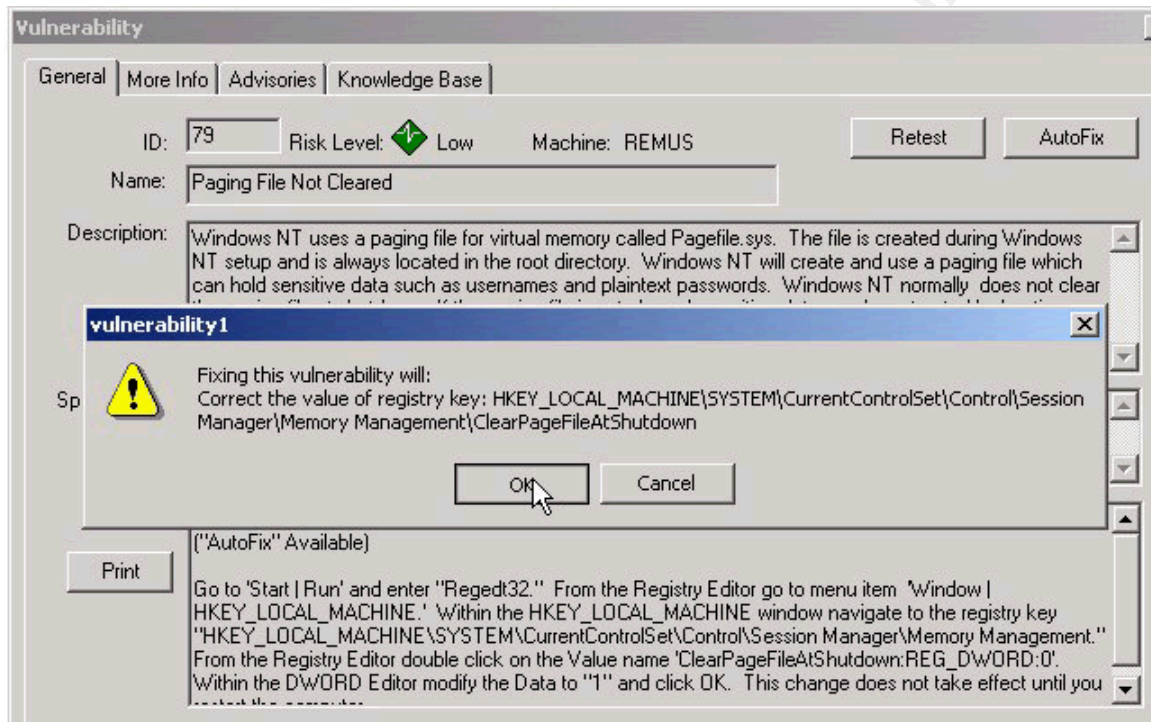 Vulnerability
General More Info Advisories Knowledge Base
ID: 79 Risk Level: Low Machine: REMUS Retest AutoFix
Name: Paging File Not Cleared
Description: Windows NT uses a paging file for virtual memory called Pagefile.sys. The file is created during Windows
NT setup and is always located in the root directory. Windows NT will create and use a paging file which
can hold sensitive data such as usernames and plaintext passwords. Windows NT normally does not clear
vulnerability1
Fixing this vulnerability will:
Correct the value of registry key: HKEY_LOCAL_MACHINE\SYSTEM\CurrentControlSet\Control\Session
Manager\Memory Management\ClearPageFileAtShutdown
Sp
OK Cancel
("AutoFix" Available)
Print
Go to 'Start | Run' and enter "Regedt32." From the Registry Editor go to menu item 'Window |
HKEY_LOCAL_MACHINE.' Within the HKEY_LOCAL_MACHINE window navigate to the registry key
"HKEY_LOCAL_MACHINE\SYSTEM\CurrentControlSet\Control\Session Manager\Memory Management."
From the Registry Editor double click on the Value name 'ClearPageFileAtShutdown:REG_DWORD:0'.
Within the DWORD Editor modify the Data to "1" and click OK. This change does not take effect until you